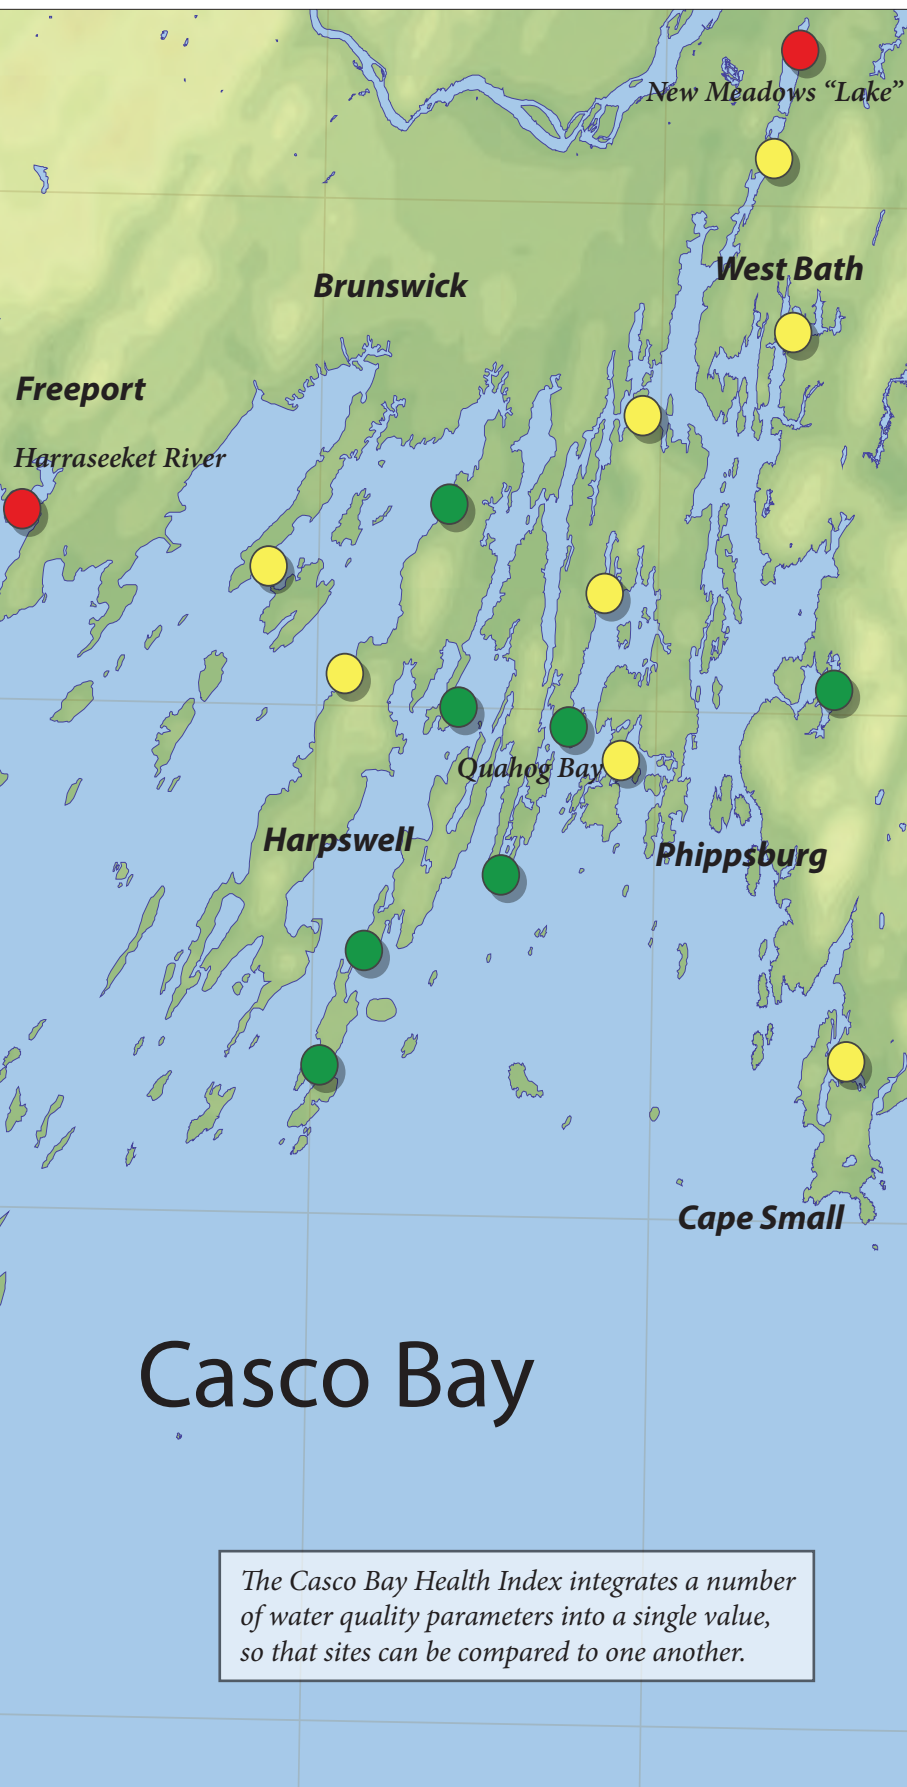 New Meadows “Lake”
West Bath
Brunswick
Freeport
Harraseeket River
Quahog Bay
Harpswell
Phippsburg
Cape Small
Casco Bay
The Casco Bay Health Index integrates a number
of water quality parameters into a single value,
so that sites can be compared to one another.